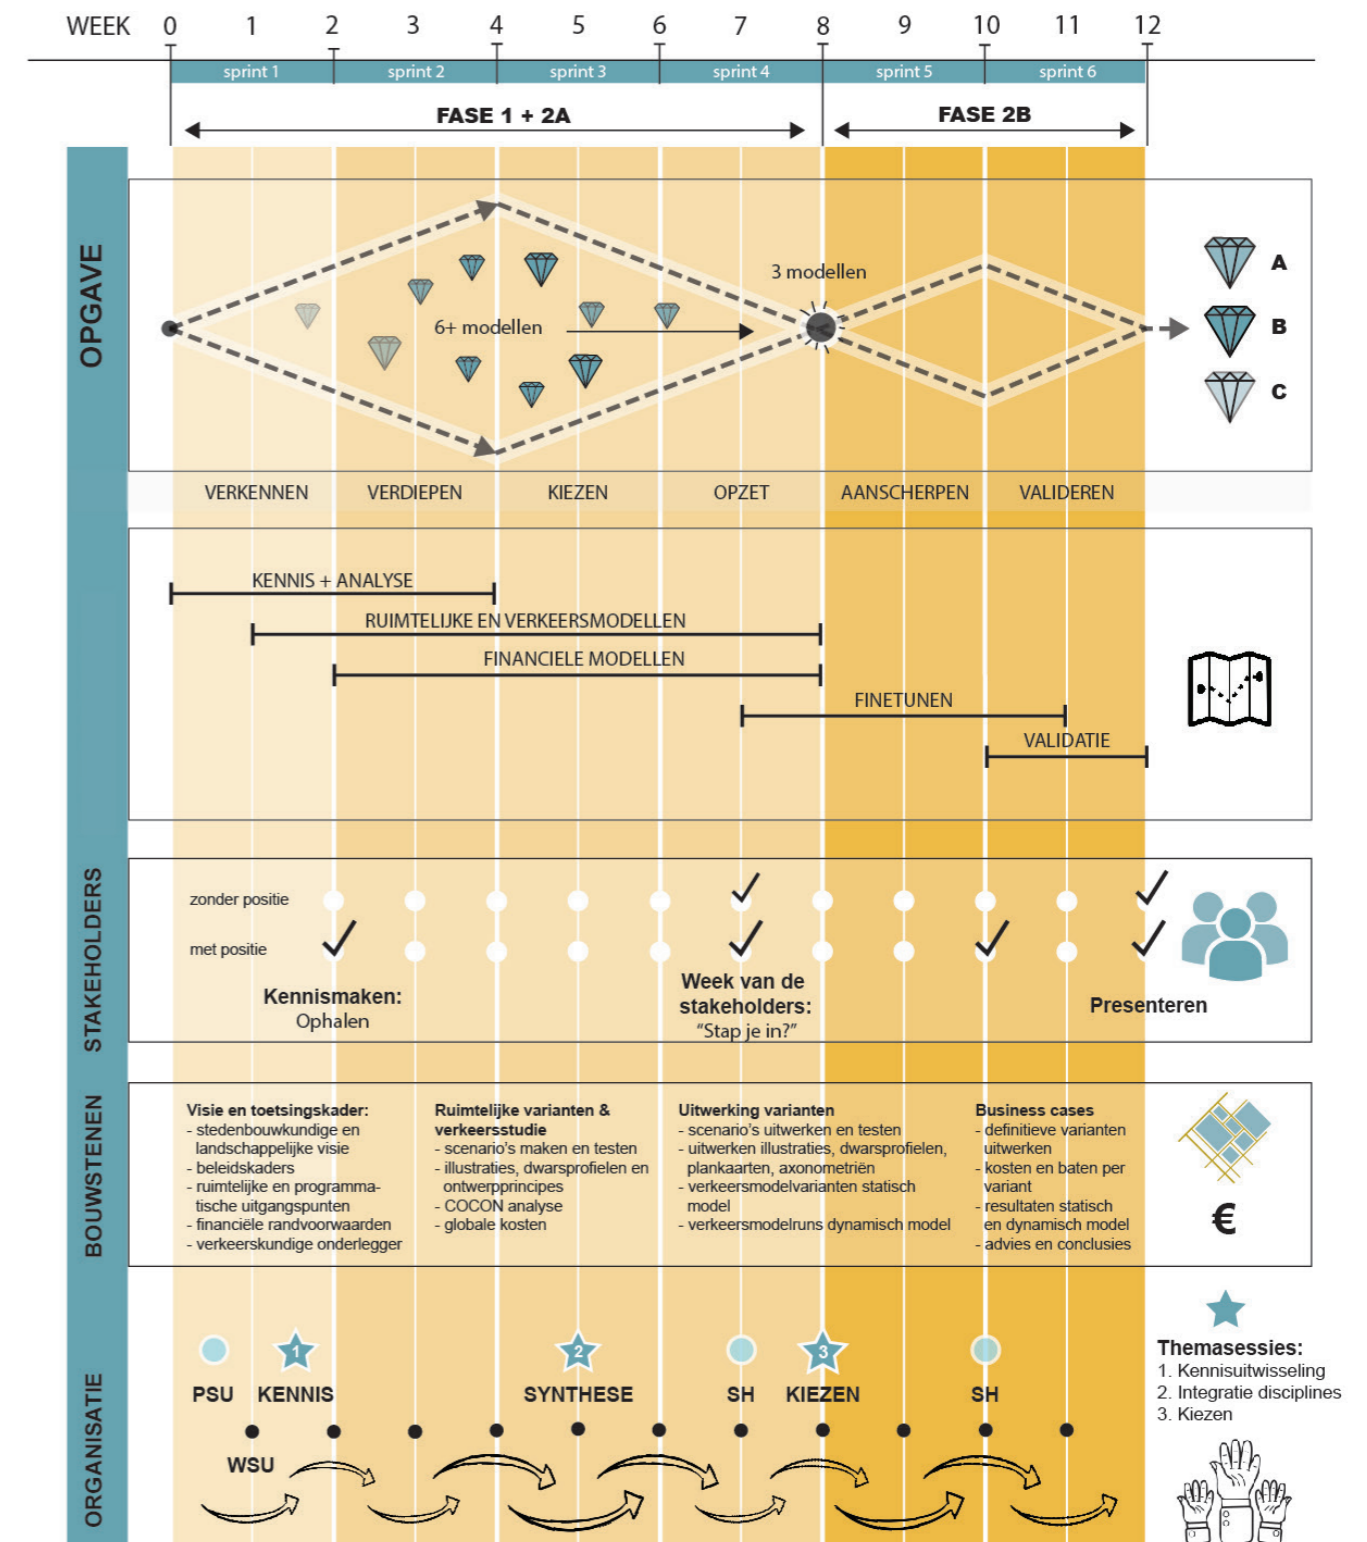 WEEK 0 1 2 3 4 5 6 7 8 9 10 11 12
sprint 1 sprint 2 sprint 3 sprint 4 sprint 5 sprint 6
FASE 1 + 2A FASE 2B
OPGAVE
3 modellen
6+ modellen
A
B
C
VERKENNEN VERDIEPEN KIEZEN OPZET AANSCHERPEN VALIDEREN
KENNIS + ANALYSE
RUIMTELIJKE EN VERKEERSMODELLEN
FINANCIELE MODELLEN
FINETUNEN
VALIDATIE
STAKEHOLDERS
zonder positie
met positie
Kennismaken:
Ophalen
Week van de
stakeholders:
“Stap je in?”
Presenteren
BOUWSTENEN
Visie en toetsingskader:
- stedenbouwkundige en
landschappelijke visie
- beleidskaders
- ruimtelijke en programma-
tische uitgangspunten
- financiële randvoorwaarden
- verkeerskundige onderlegger
Ruimtelijke varianten &
verkeersstudie
- scenario’s maken en testen
- illustraties, dwarsprofielen en
ontwerpprincipes
- COCON analyse
- globale kosten
Uitwerking varianten
- scenario’s uitwerken en testen
- uitwerken illustraties, dwarsprofielen,
plankaarten, axonometriën
- verkeersmodelvarianten statisch
model
- verkeersmodelruns dynamisch model
Business cases
- definitieve varianten
uitwerken
- kosten en baten per
variant
- resultaten statisch
en dynamisch model
- advies en conclusies
€
ORGANISATIE
1 2 3
PSU KENNIS SYNTHESE SH KIEZEN SH
WSU
Themasessies:
1. Kennisuitwisseling
2. Integratie disciplines
3. Kiezen